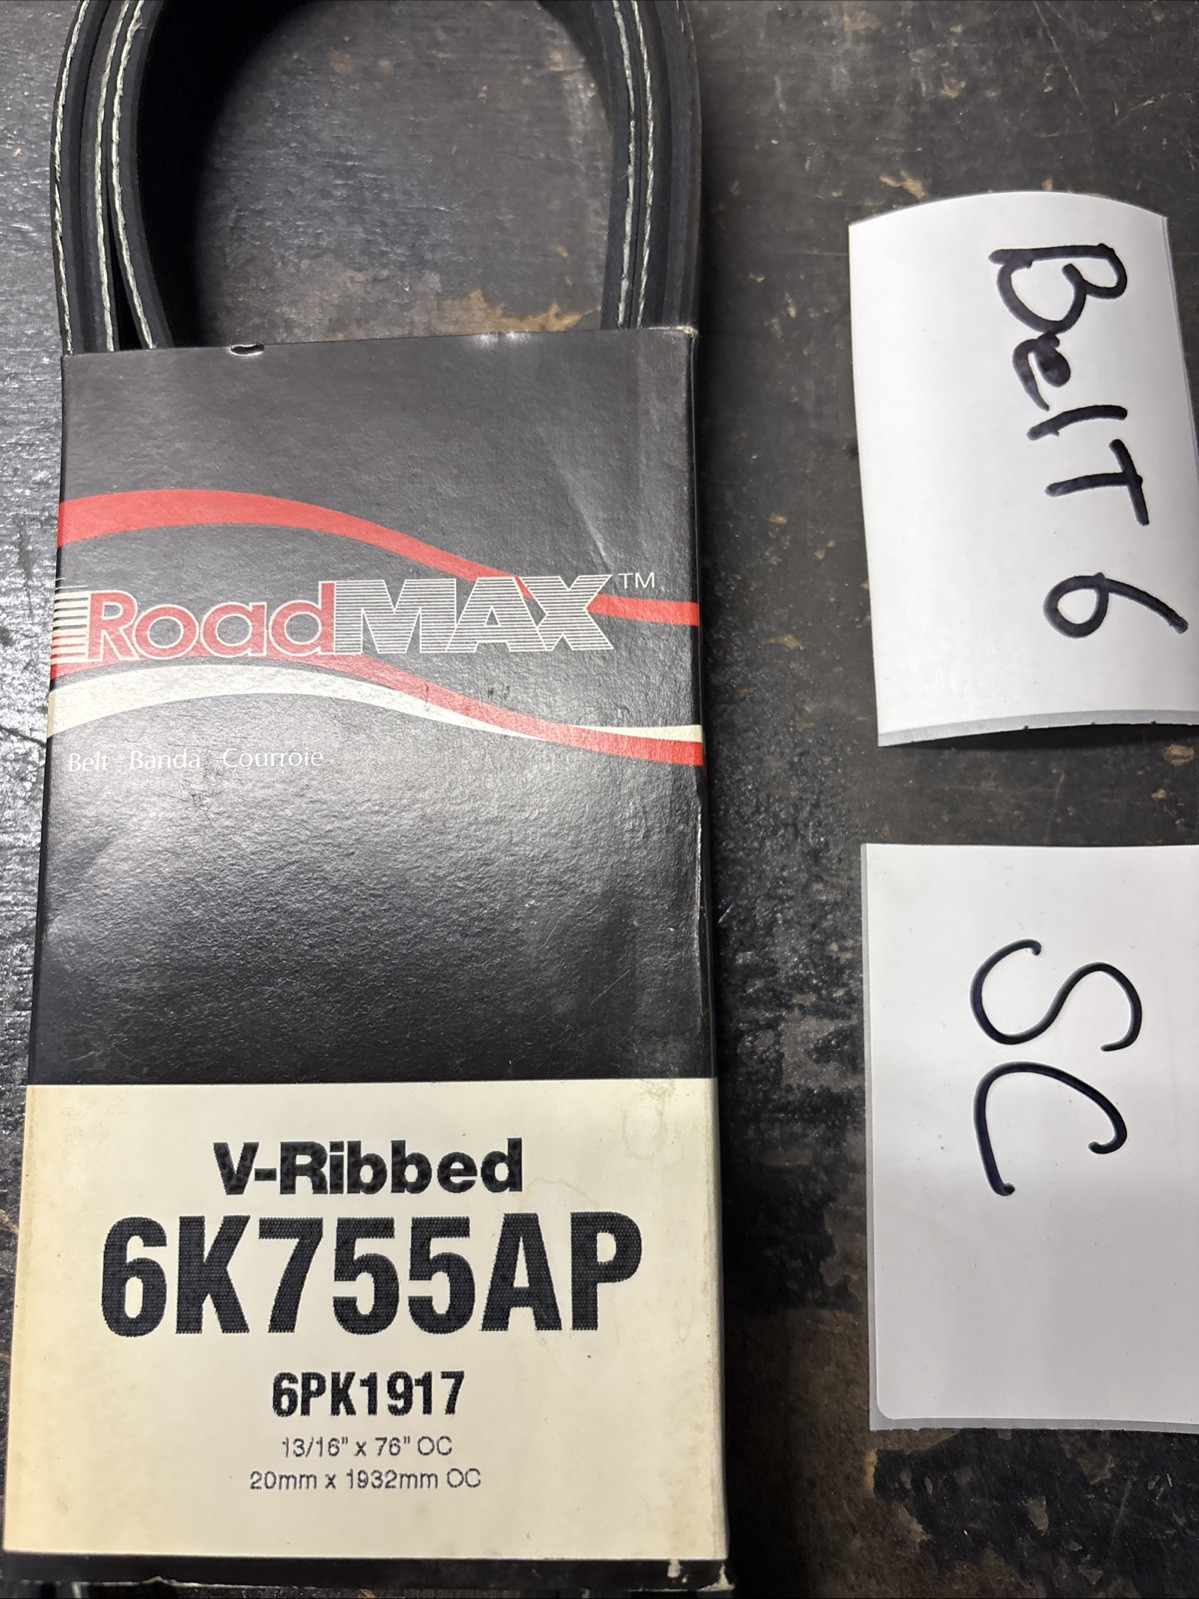 RoadMAX™
Belt Banda Courroie
V-Ribbed
6K755AP
6PK1917
13/16" x 76" OC
20mm x 1932mm OC
BelT 6
SC